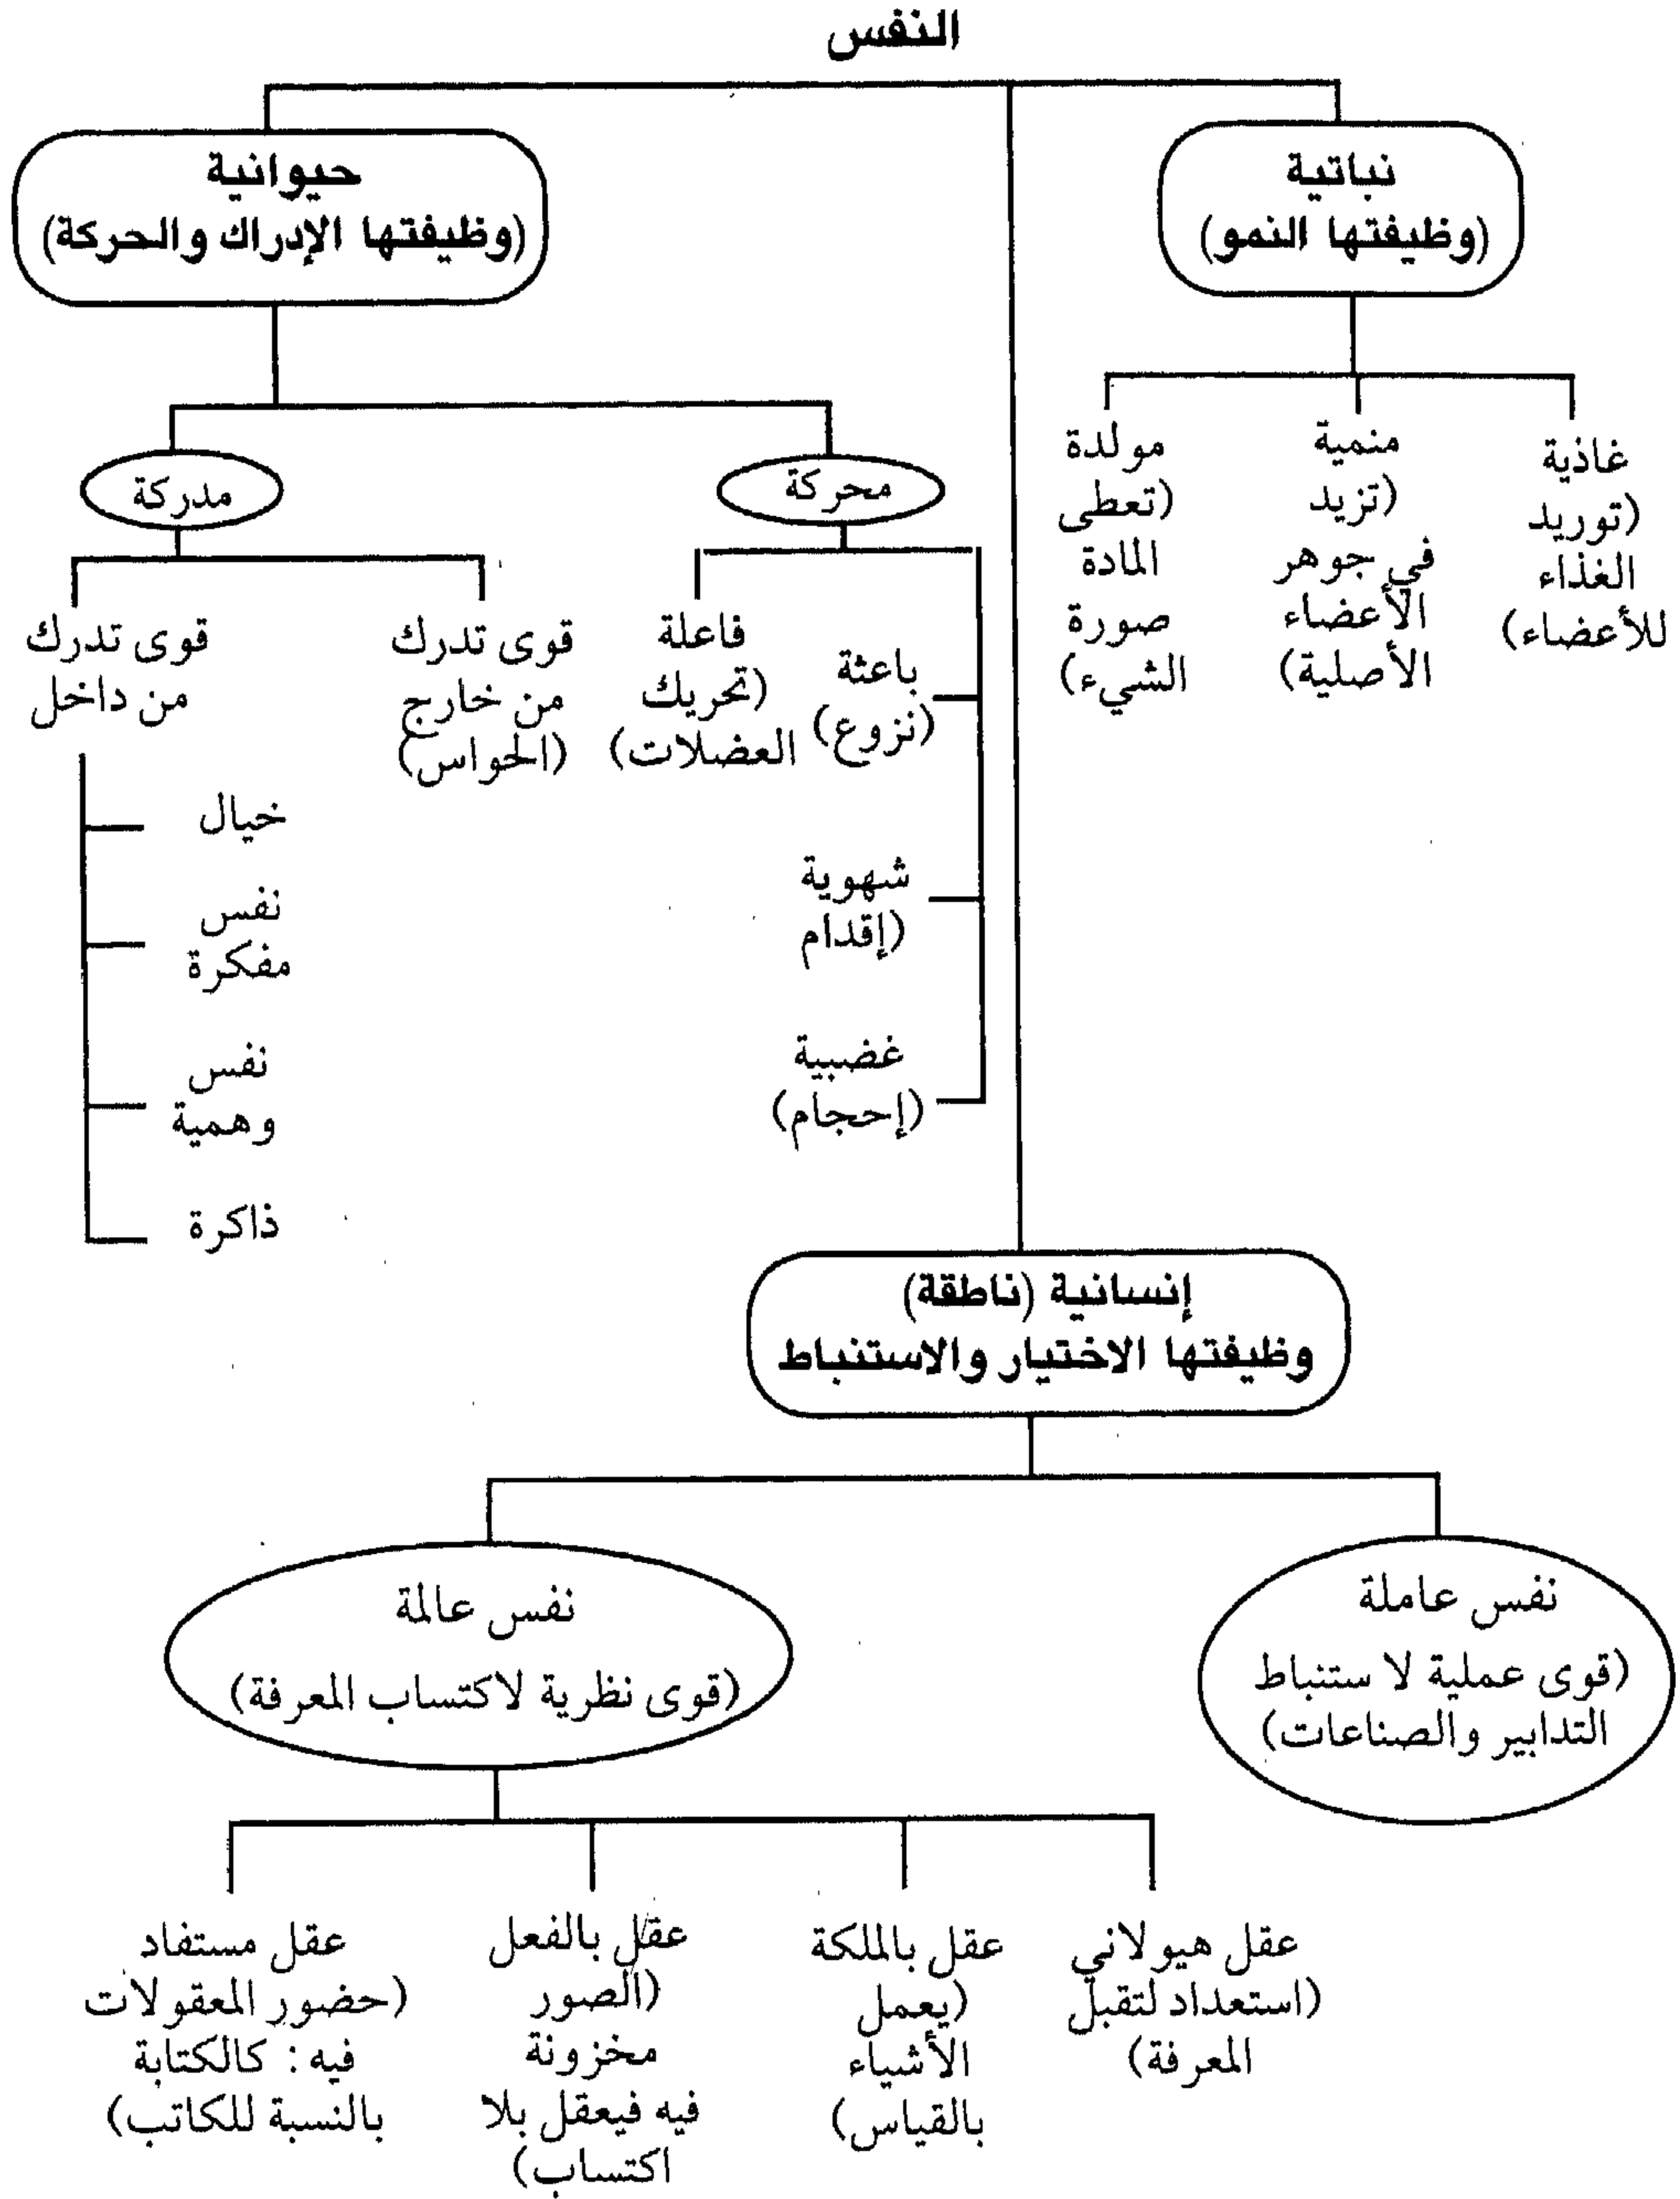 النفس
نباتية
(وظيفتها النمو)
حيوانية
(وظيفتها الإدراك والحركة)
غاذية
(توريد
الغذاء
للأعضاء)
منمية
(تزيد
في جوهر
الأعضاء
الأصلية)
مولدة
(تعطى
المادة
صورة
الشيء)
محركة
مدركة
باعثة
(نزوع)
شهوية
(إقدام)
غضبية
(إحجام)
فاعلة
(تحريك
العضلات)
قوى تدرك
من خارج
(الحواس)
قوى تدرك
من داخل
خيال
نفس
مفكرة
نفس
وهمية
ذاكرة
إنسانية (ناطقة)
وظيفتها الاختيار والاستنباط
نفس عاملة
(قوى عملية لاستنباط
التدابير والصناعات)
نفس عالمة
(قوى نظرية لاكتساب المعرفة)
عقل هيولاني
(استعداد لتقبل
المعرفة)
عقل بالملكة
(يعمل
الأشياء
بالقياس)
عقل بالفعل
(الصور
مخزونة
فيه فيعقل بلا
اكتساب)
عقل مستفاد
(حضور المعقولات
فيه : كالكتابة
بالنسبة للكاتب)